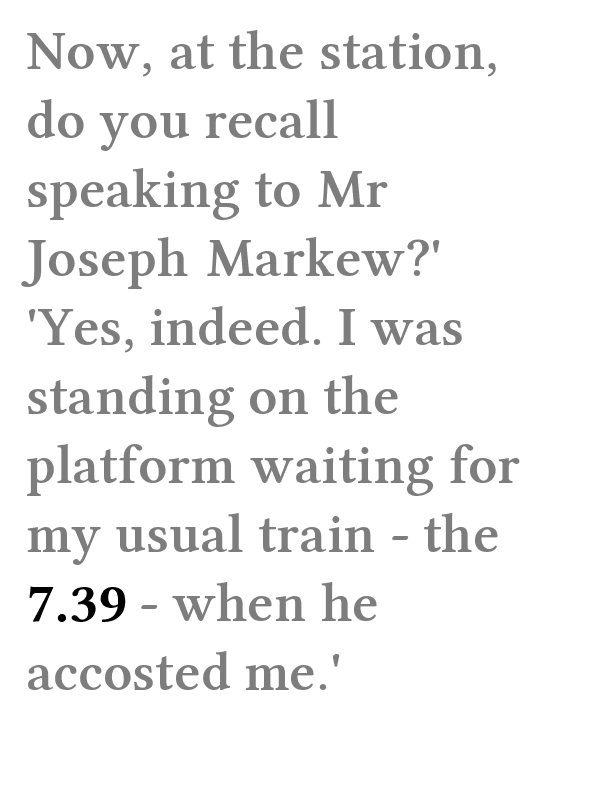 Now, at the station,
do you recall
speaking to Mr
Joseph Markew?'
'Yes, indeed. I was
standing on the
platform waiting for
my usual train - the
7.39 - when he
accosted me.'